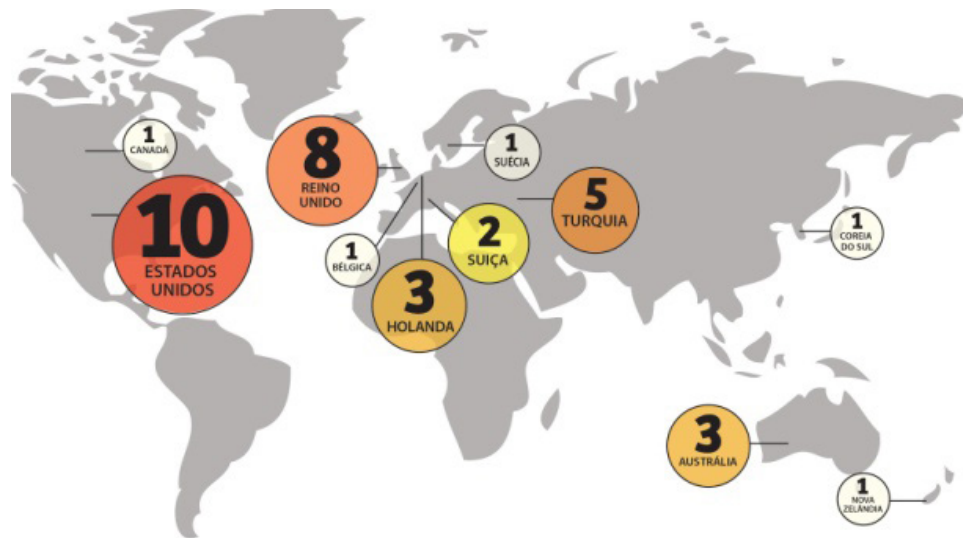 1
CANADÁ
10
ESTADOS
UNIDOS
8
REINO
UNIDO
1
SUÉCIA
1
BÉLGICA
3
HOLANDA
2
SUIÇA
5
TURQUIA
1
COREIA
DO SUL
3
AUSTRÁLIA
1
NOVA
ZELÂNDIA